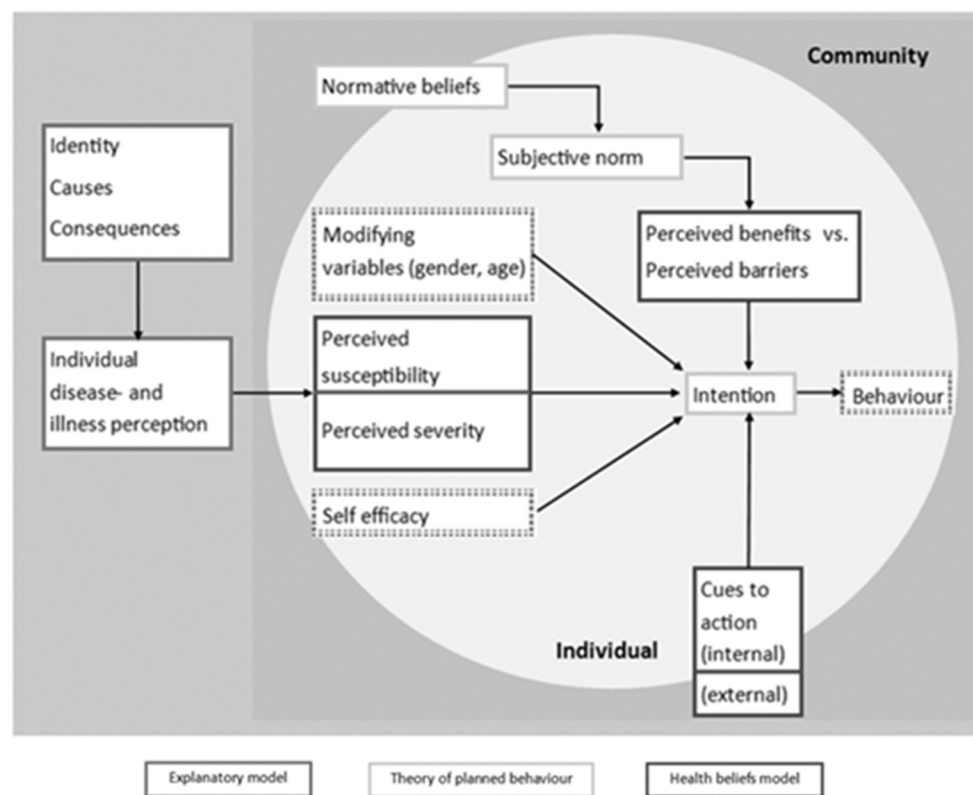 Community
Normative beliefs
Subjective norm
Identity
Causes
Consequences
Modifying
variables (gender, age)
Perceived benefits vs.
Perceived barriers
Individual
disease- and
illness perception
Perceived
susceptibility
Perceived severity
Intention
Behaviour
Self efficacy
Cues to
action
(internal)
(external)
Individual
Explanatory model
Theory of planned behaviour
Health beliefs model